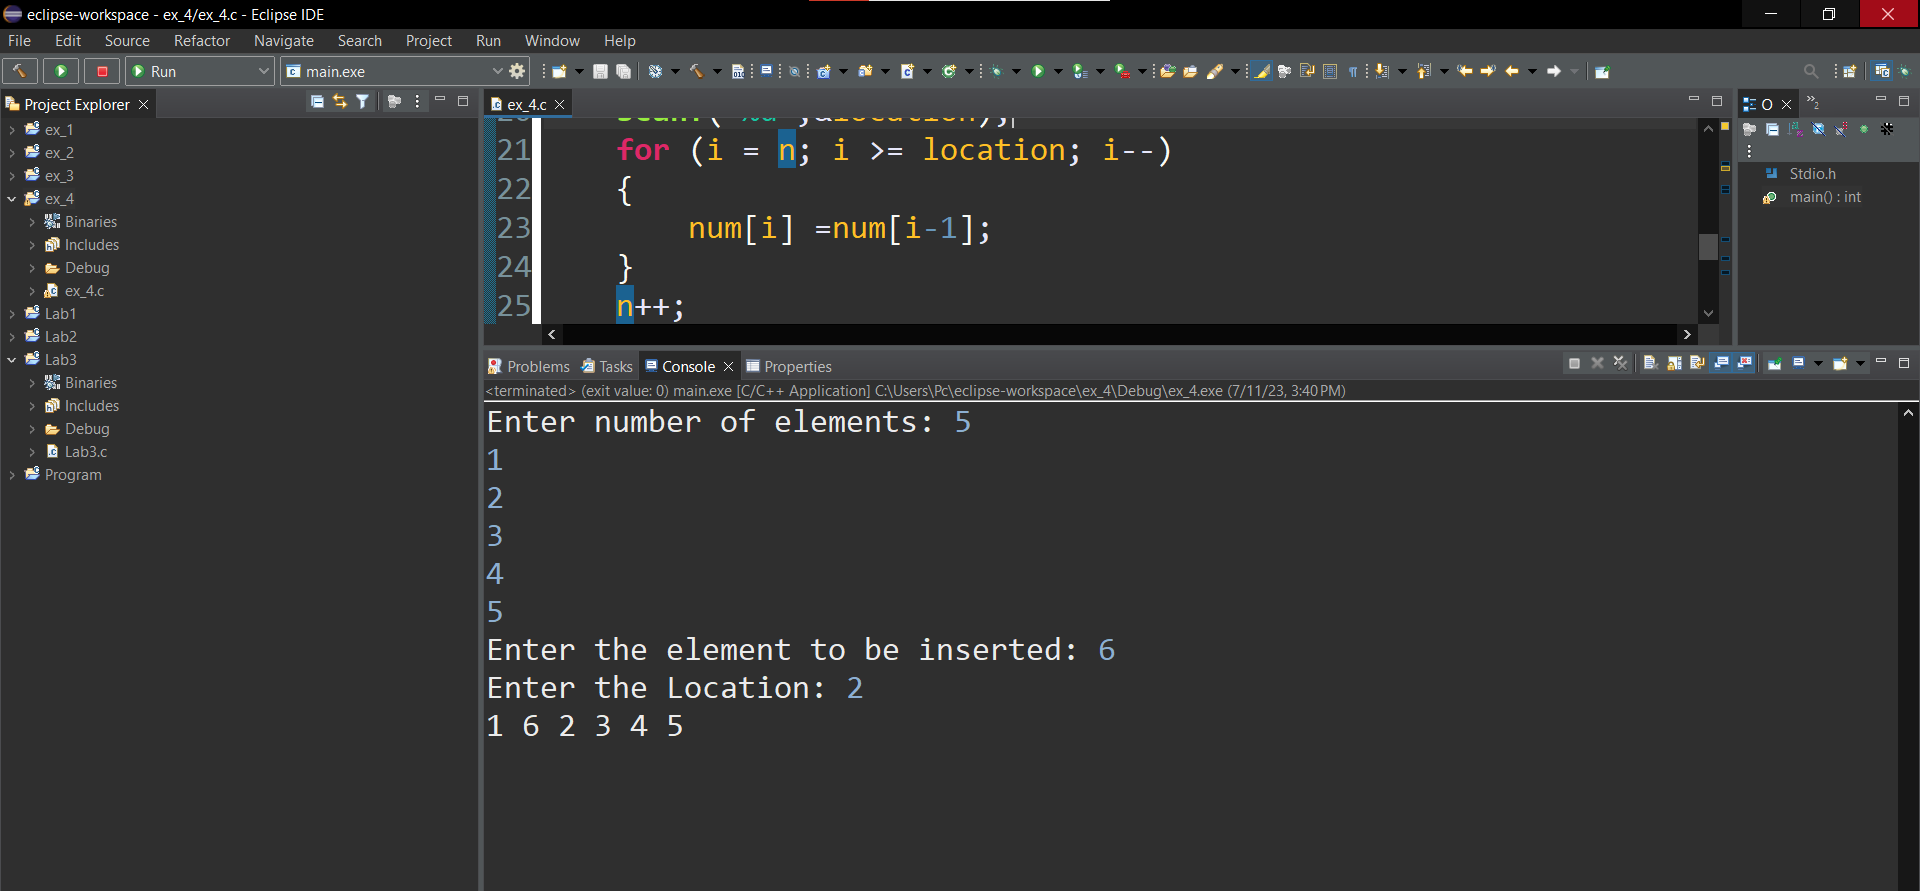 eclipse-workspace - ex_4/ex_4.c - Eclipse IDE
File Edit Source Refactor Navigate Search Project Run Window Help
Run
main.exe
Project Explorer
ex_1
ex_2
ex_3
ex_4
Binaries
Includes
Debug
ex_4.c
Lab1
Lab2
Lab3
Binaries
Includes
Debug
Lab3.c
Program
ex_4.c
21 for (i = n; i >= location; i--)
22 {
23 num[i] =num[i-1];
24 }
25 n++;
O
2
Stdio.h
main() : int
Problems Tasks Console Properties
<terminated> (exit value: 0) main.exe [C/C++ Application] C:\Users\Pc\eclipse-workspace\ex_4\Debug\ex_4.exe (7/11/23, 3:40 PM)
Enter number of elements: 5
1
2
3
4
5
Enter the element to be inserted: 6
Enter the Location: 2
1 6 2 3 4 5